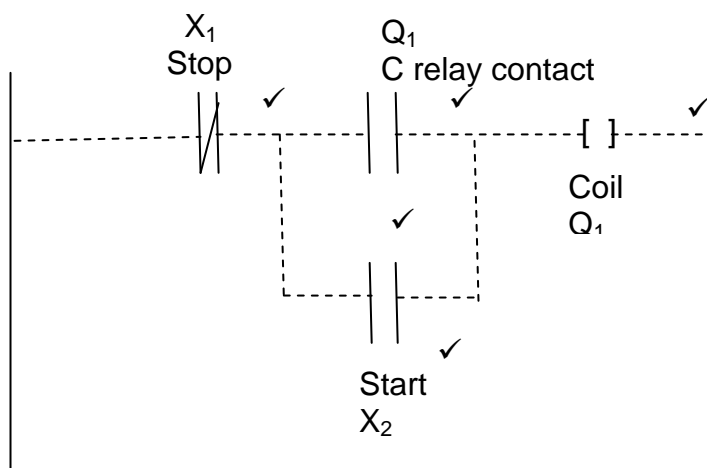 X₁
Stop
Q₁
C relay contact
✓
✓
✓
[ ]
Coil
Q₁
✓
✓
Start
X₂